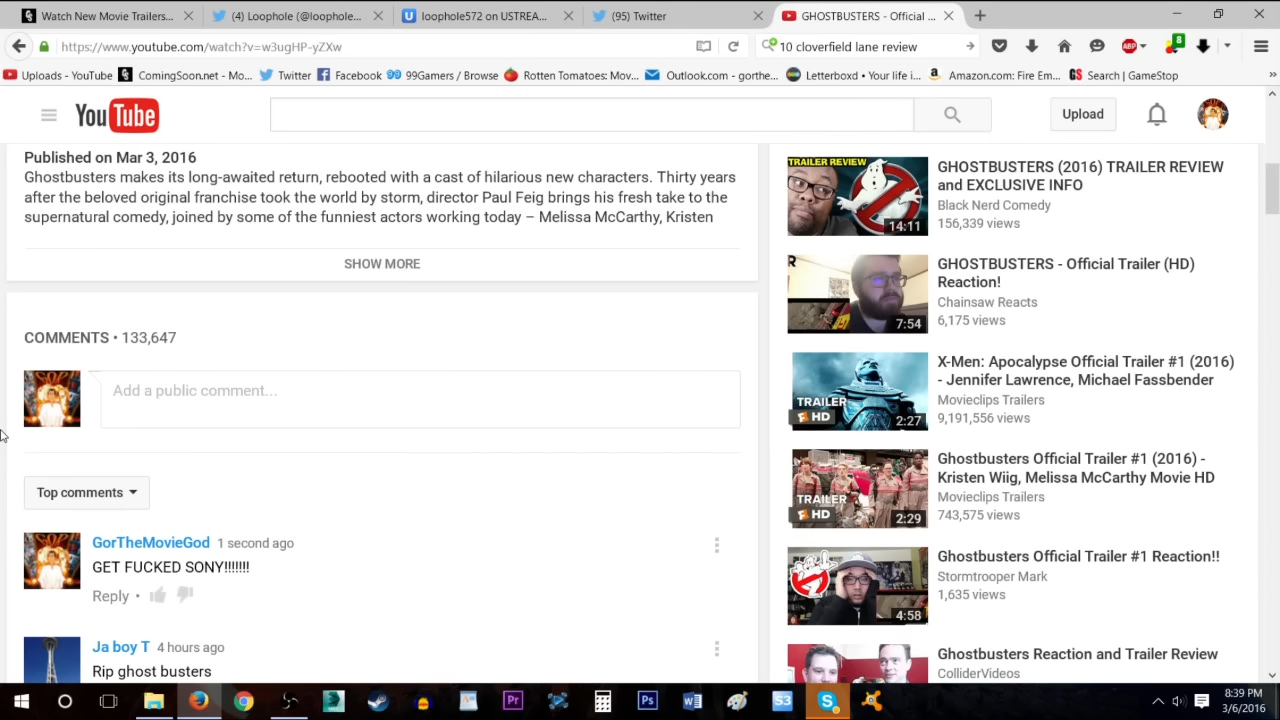 Watch New Movie Trailers...
(4) Loophole (@loophole...
loophole572 on USTREA...
(95) Twitter
GHOSTBUSTERS - Official ...
https://www.youtube.com/watch?v=w3ugHP-yZXw
10 cloverfield lane review
ABP
8
Uploads - YouTube
ComingSoon.net - Mo...
Twitter
Facebook
99Gamers / Browse
Rotten Tomatoes: Mov...
Outlook.com - gorthe...
Letterboxd • Your life i...
Amazon.com: Fire Em...
Search | GameStop
YouTube
Upload
Published on Mar 3, 2016
Ghostbusters makes its long-awaited return, rebooted with a cast of hilarious new characters. Thirty years
after the beloved original franchise took the world by storm, director Paul Feig brings his fresh take to the
supernatural comedy, joined by some of the funniest actors working today – Melissa McCarthy, Kristen
SHOW MORE
COMMENTS • 133,647
Add a public comment...
Top comments
GorTheMovieGod 1 second ago
GET FUCKED SONY!!!!!!!
Reply •
Ja boy T 4 hours ago
Rip ghost busters
TRAILER REVIEW
14:11
GHOSTBUSTERS (2016) TRAILER REVIEW
and EXCLUSIVE INFO
Black Nerd Comedy
156,339 views
7:54
GHOSTBUSTERS - Official Trailer (HD)
Reaction!
Chainsaw Reacts
6,175 views
TRAILER
HD
2:27
X-Men: Apocalypse Official Trailer #1 (2016)
- Jennifer Lawrence, Michael Fassbender
Movieclips Trailers
9,191,556 views
TRAILER
HD
2:29
Ghostbusters Official Trailer #1 (2016) -
Kristen Wiig, Melissa McCarthy Movie HD
Movieclips Trailers
743,575 views
4:58
Ghostbusters Official Trailer #1 Reaction!!
Stormtrooper Mark
1,635 views
Ghostbusters Reaction and Trailer Review
ColliderVideos
Pr
Ps
S3
8:39 PM
3/6/2016